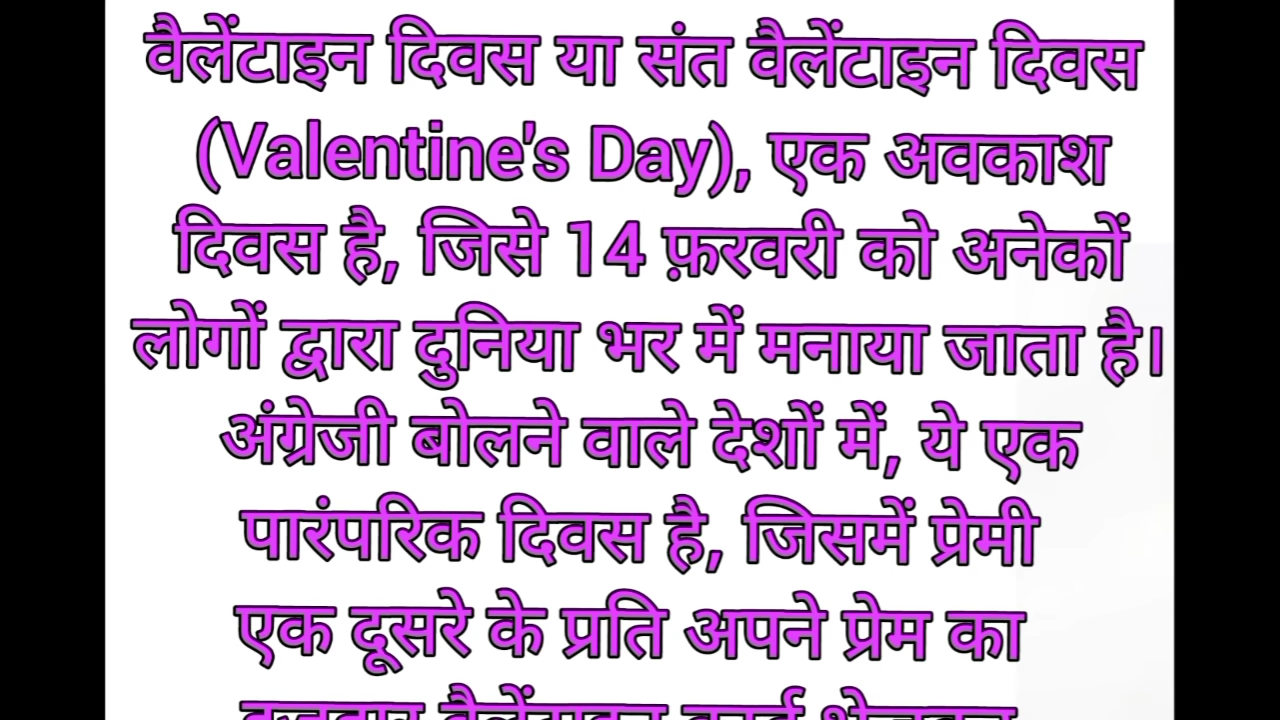 वैलेंटाइन दिवस या संत वैलेंटाइन दिवस
(Valentine's Day), एक अवकाश
दिवस है, जिसे 14 फ़रवरी को अनेकों
लोगों द्वारा दुनिया भर में मनाया जाता है।
अंग्रेजी बोलने वाले देशों में, ये एक
पारंपरिक दिवस है, जिसमें प्रेमी
एक दूसरे के प्रति अपने प्रेम का